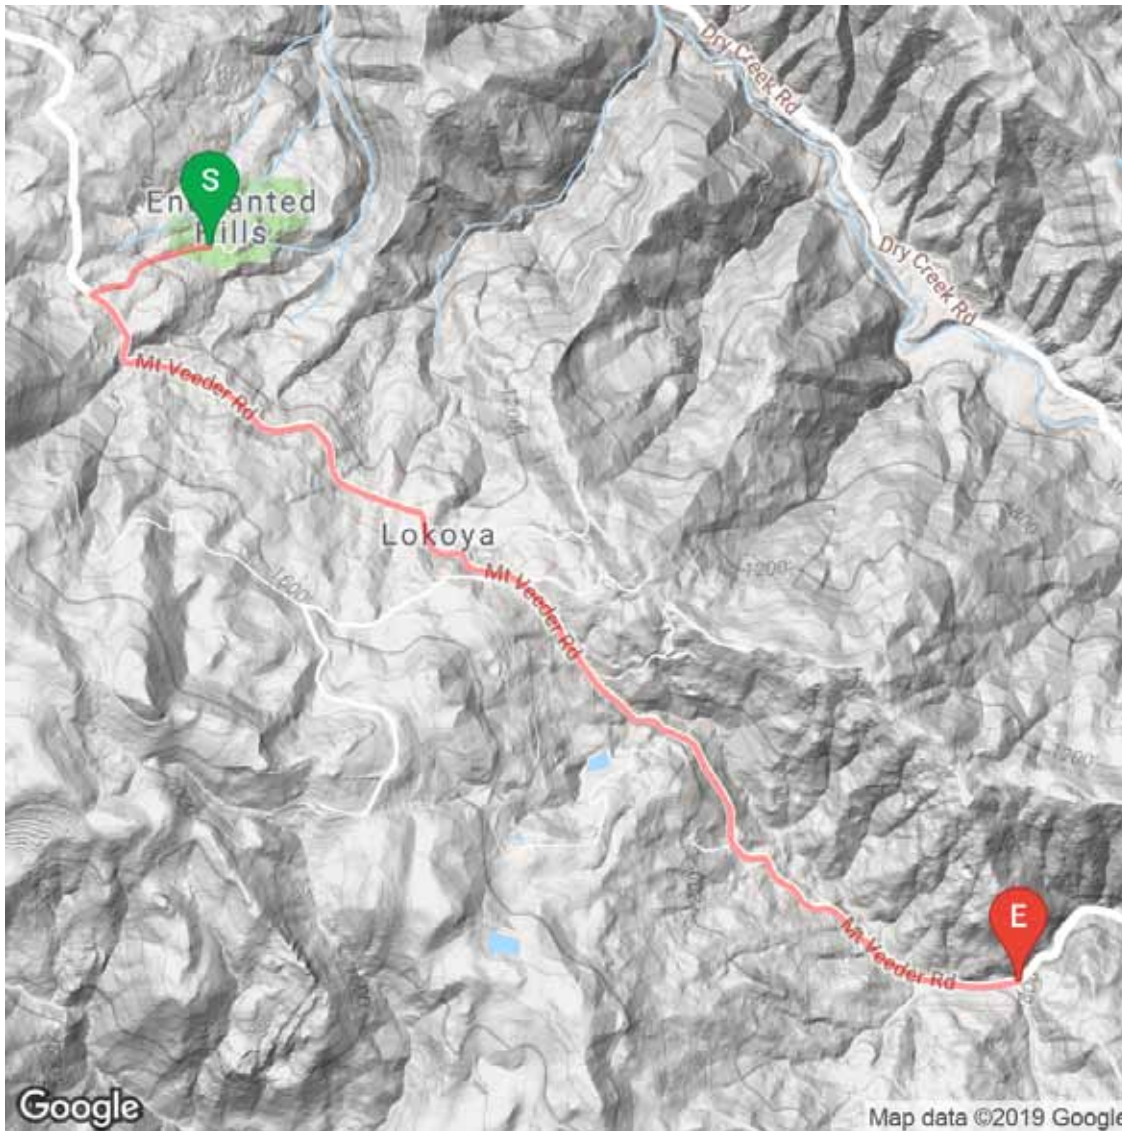 Dry Creek Rd
S
Enchanted
Hills
Dry Creek Rd
Mt Veeder Rd
Lokoya
Mt Veeder Rd
1200'
1600'
1200'
E
Mt Veeder Rd
Google
Map data ©2019 Google